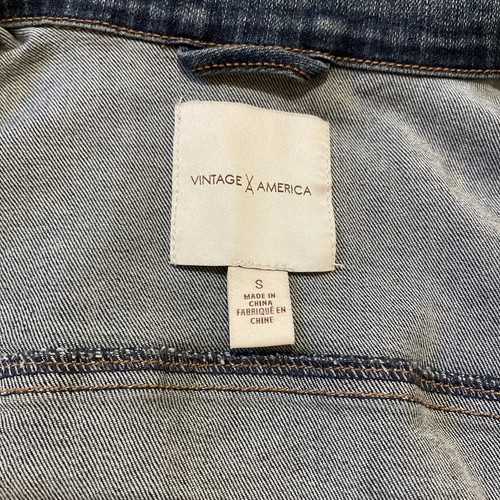 VINTAGE AMERICA
S
MADE IN
CHINA
FABRIQUÉ EN
CHINE